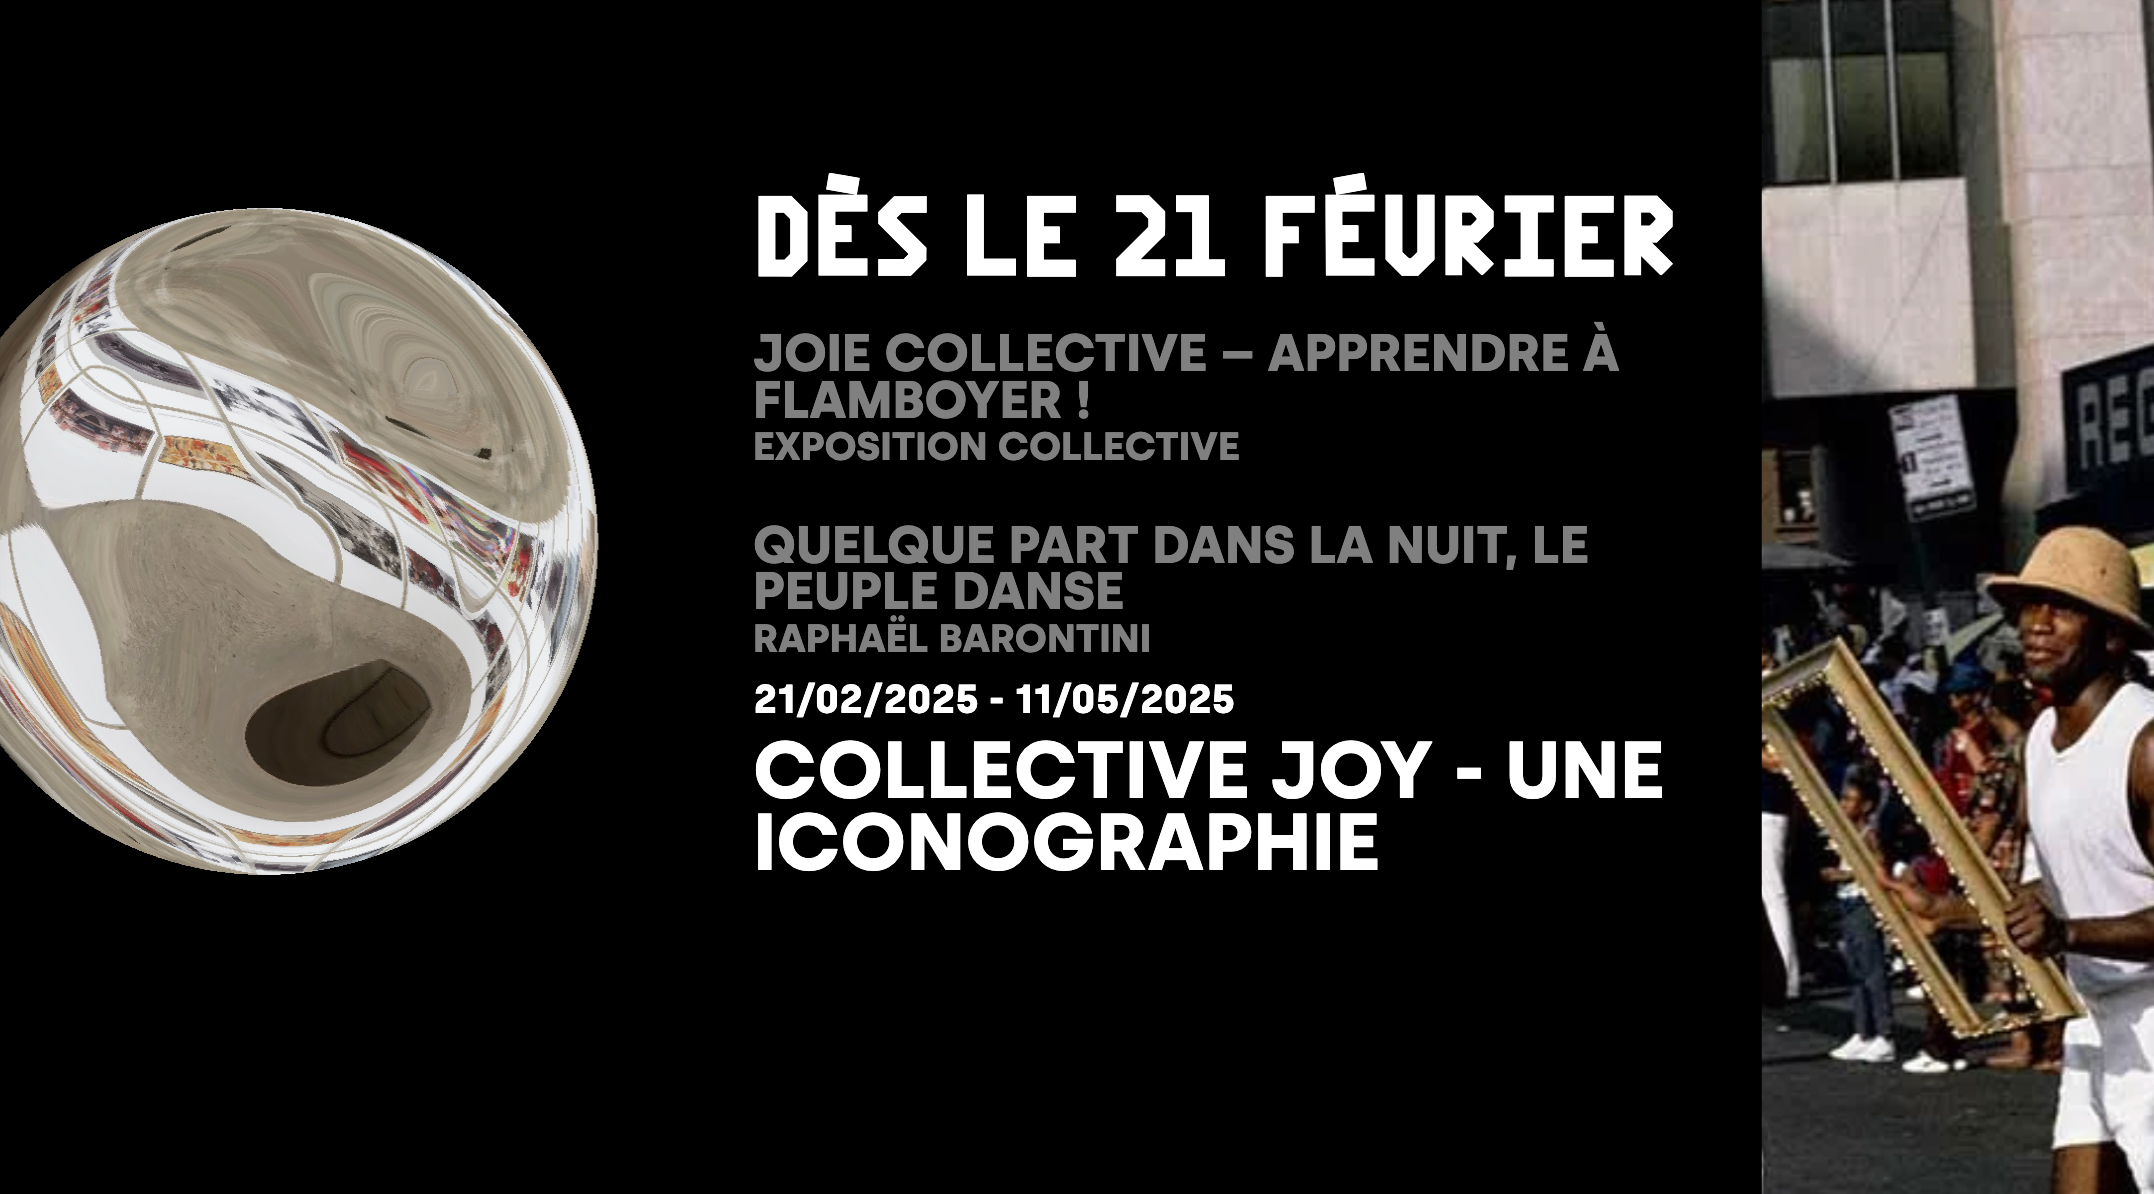 DÈS LE 21 FÉVRIER
JOIE COLLECTIVE — APPRENDRE À
FLAMBOYER !
EXPOSITION COLLECTIVE
QUELQUE PART DANS LA NUIT, LE
PEUPLE DANSE
RAPHAËL BARONTINI
21/02/2025 - 11/05/2025
COLLECTIVE JOY - UNE
ICONOGRAPHIE